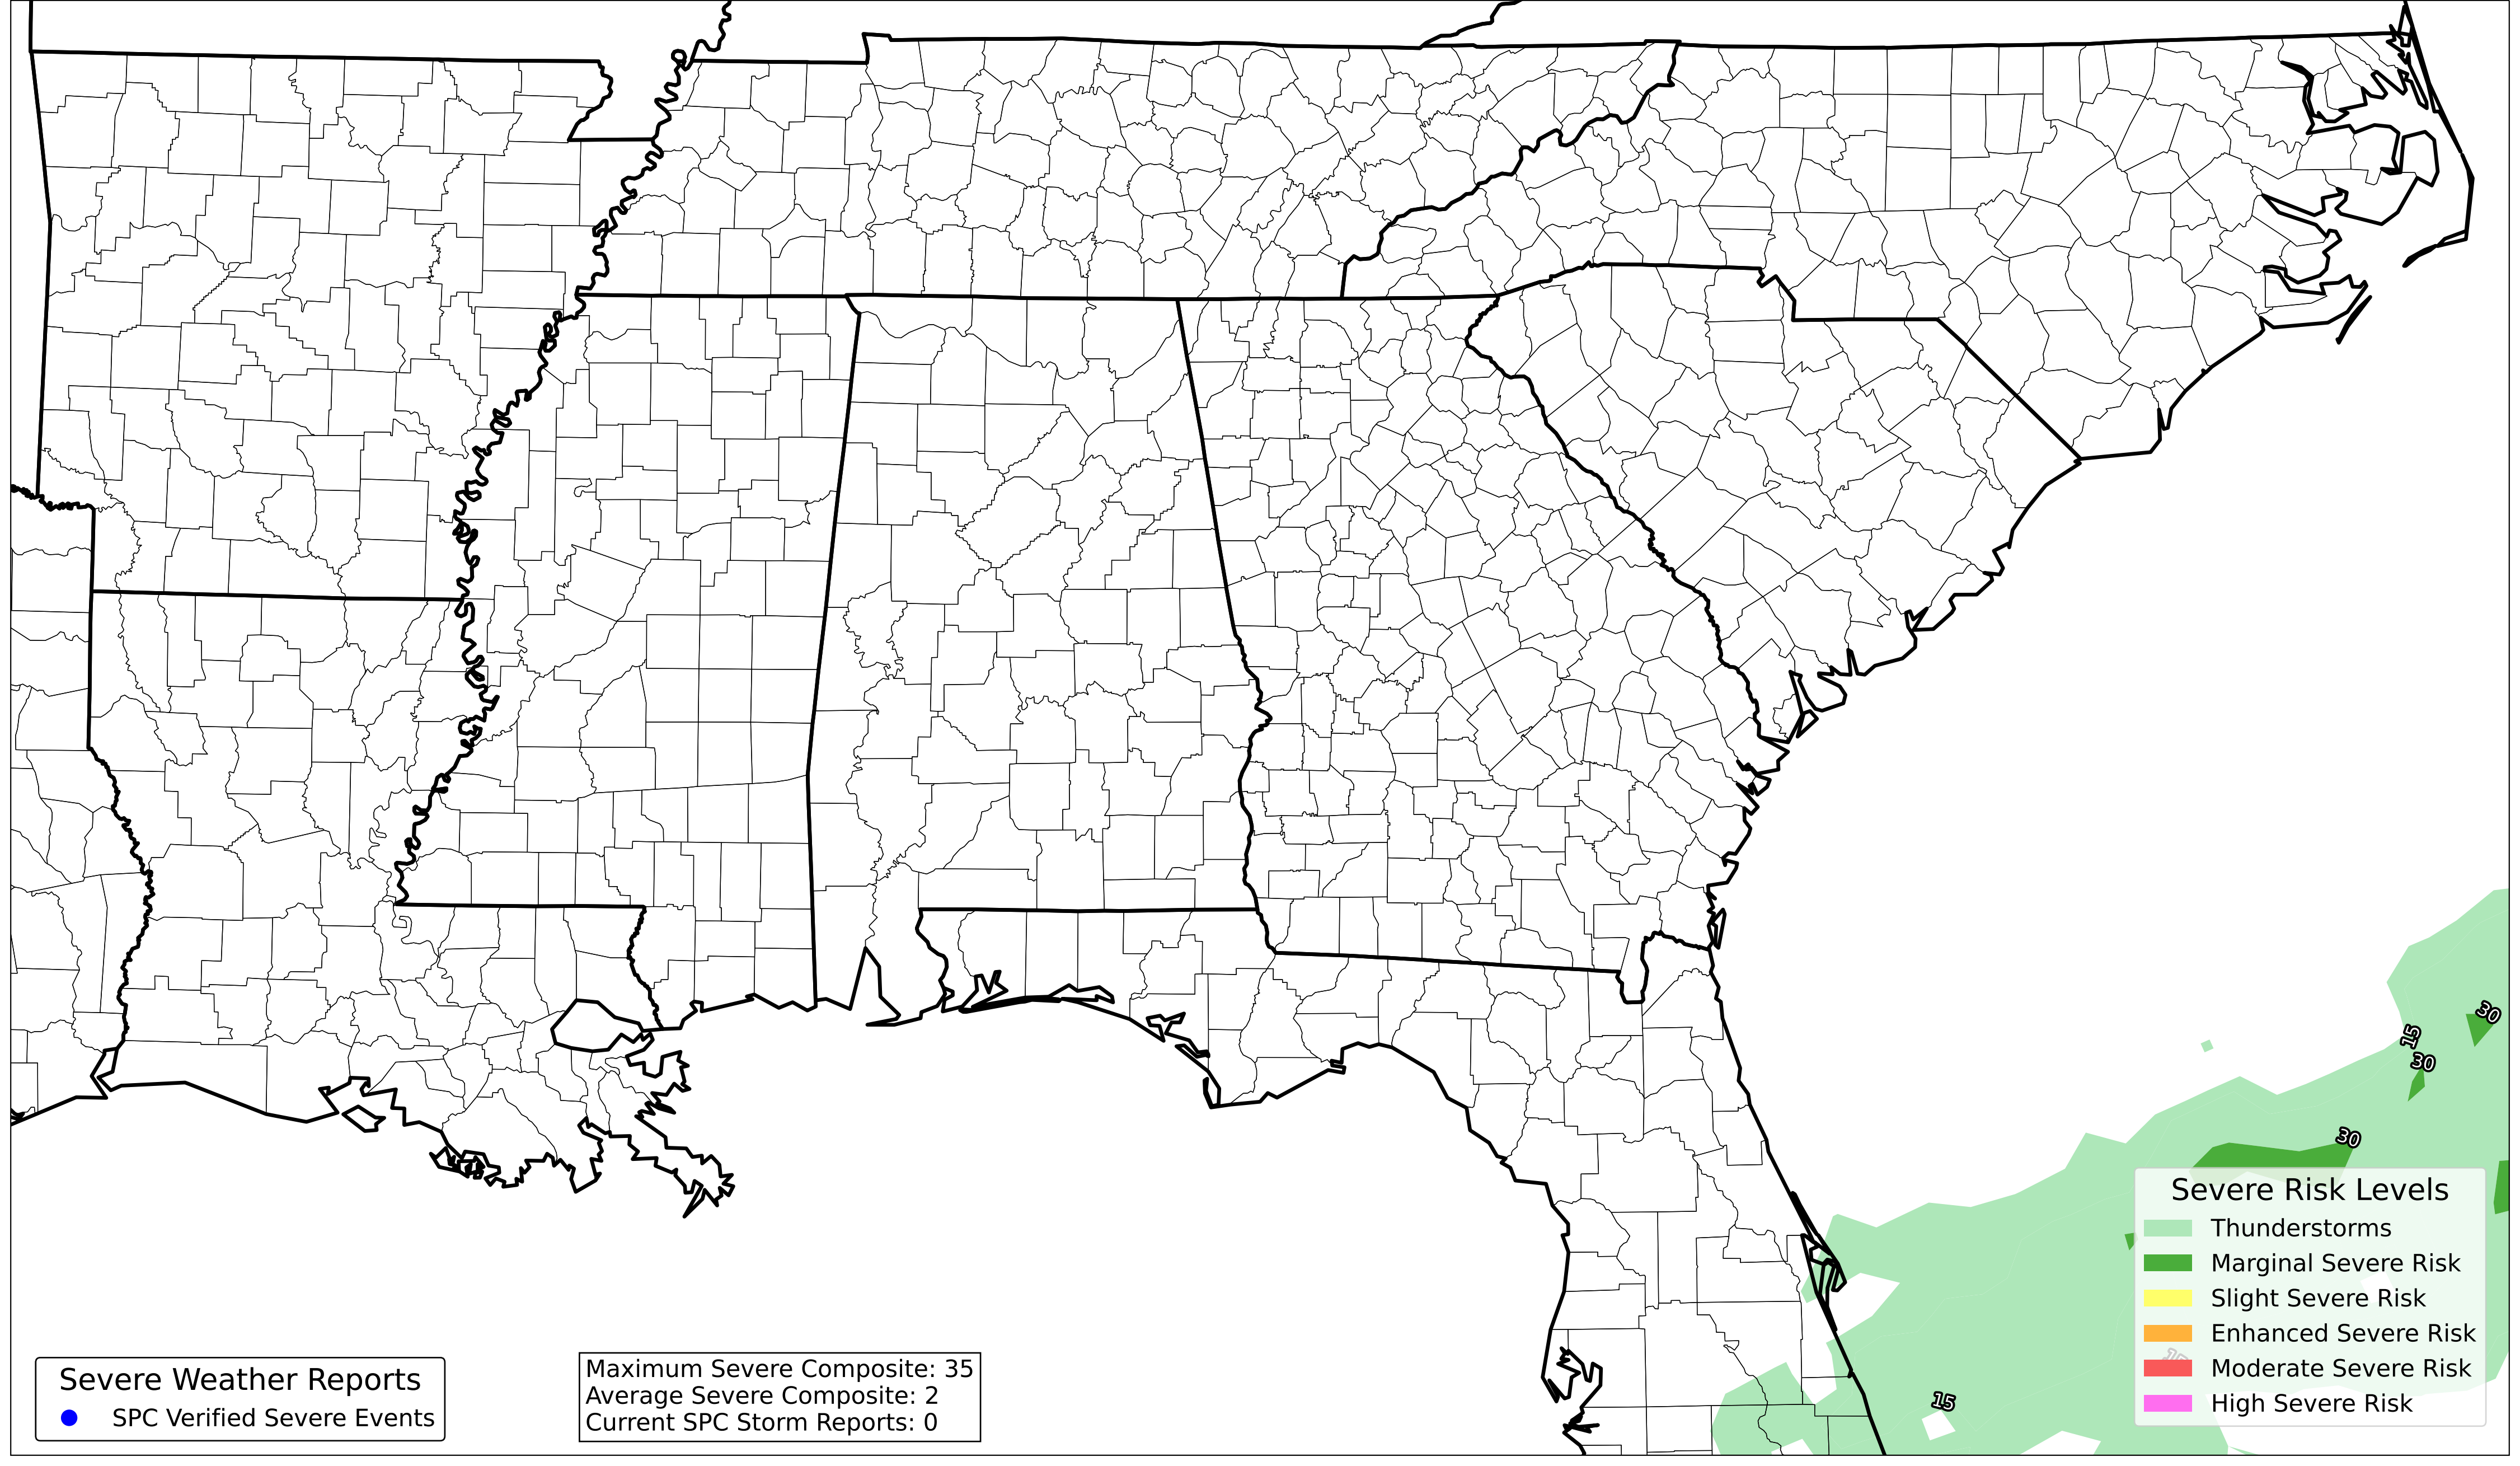 30
15
30
30
Severe Risk Levels
Thunderstorms
Marginal Severe Risk
Slight Severe Risk
Enhanced Severe Risk
Moderate Severe Risk
High Severe Risk
15
Severe Weather Reports
SPC Verified Severe Events
Maximum Severe Composite: 35
Average Severe Composite: 2
Current SPC Storm Reports: 0